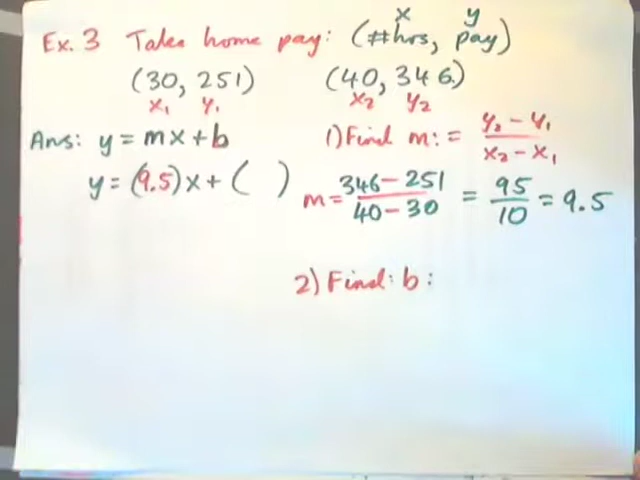 x y
Ex. 3 Take home pay: (#hrs, pay)
(30, 251) (40, 346)
x₁ y₁ x₂ y₂
Ans: y = mx + b 1) Find m: = (y₂ - y₁)/(x₂ - x₁)
y = (9.5)x + ( ) m = (346 - 251)/(40 - 30) = 95/10 = 9.5
2) Find: b: